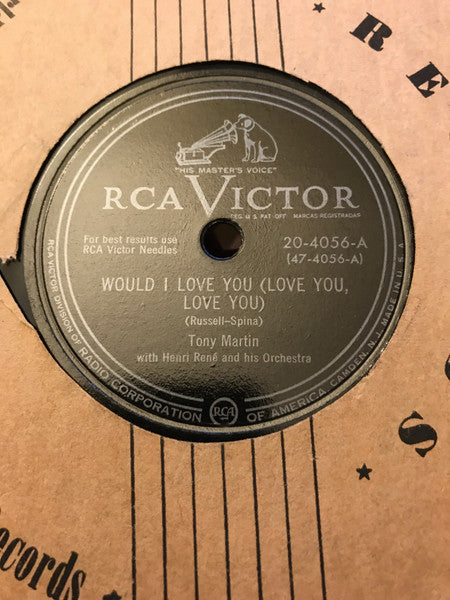 "HIS MASTER'S VOICE"
RCA VICTOR
REG. U. S. PAT. OFF. MARCAS REGISTRADAS
For best results use
RCA Victor Needles
20-4056-A
(47-4056-A)
WOULD I LOVE YOU (LOVE YOU,
LOVE YOU)
(Russell-Spina)
Tony Martin
with Henri René and his Orchestra
RCA VICTOR DIVISION OF RADIO CORPORATION OF AMERICA, CAMDEN, N. J. MADE IN U. S. A.
RCA
R E
S
ecords